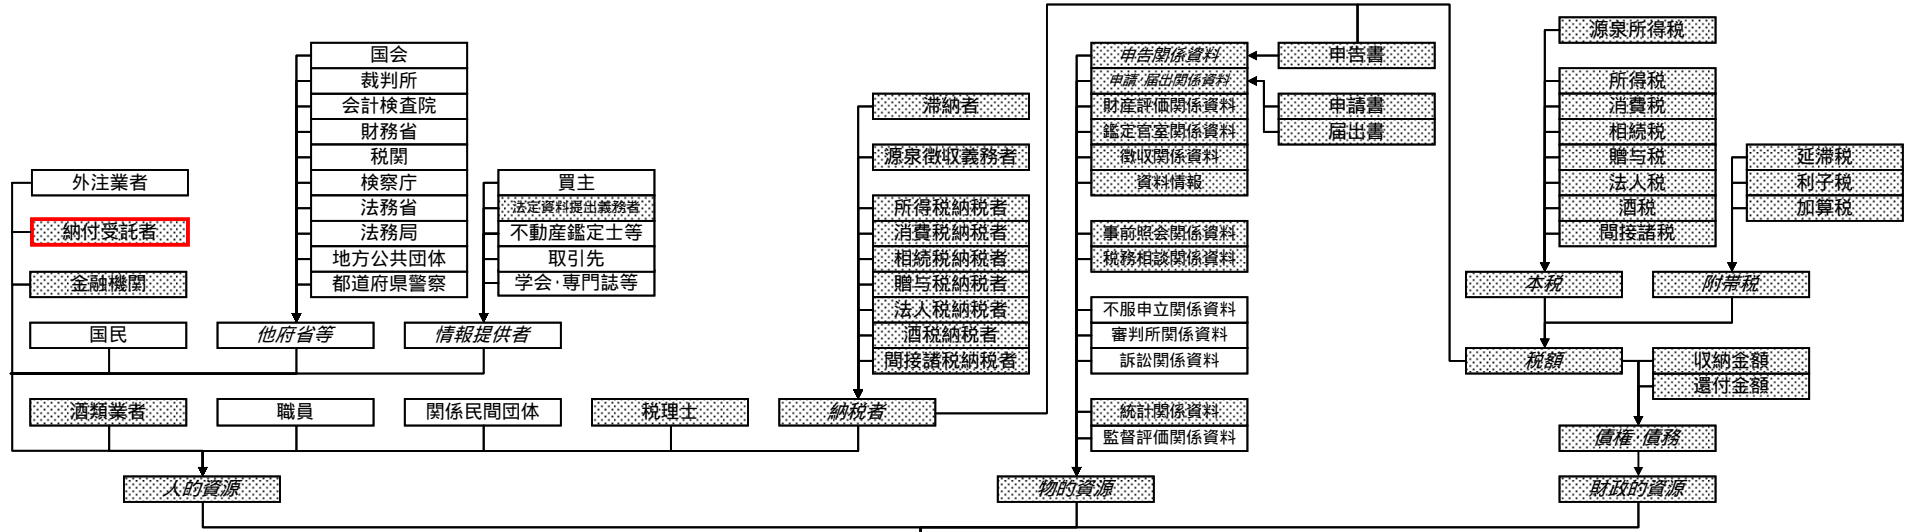 国会
裁判所
会計検査院
財務省
税関
検察庁
法務省
法務局
地方公共団体
都道府県警察
外注業者
納付受託者
金融機関
国民
他府省等
買主
法定資料提出義務者
不動産鑑定士等
取引先
学会・専門誌等
情報提供者
滞納者
源泉徴収義務者
所得税納税者
消費税納税者
相続税納税者
贈与税納税者
法人税納税者
酒税納税者
間接諸税納税者
酒類業者
職員
関係民間団体
税理士
納税者
人的資源
申告関係資料
申請・届出関係資料
財産評価関係資料
鑑定官室関係資料
徴収関係資料
資料情報
事前照会関係資料
税務相談関係資料
不服申立関係資料
審判所関係資料
訴訟関係資料
統計関係資料
監督評価関係資料
物的資源
申告書
申請書
届出書
源泉所得税
所得税
消費税
相続税
贈与税
法人税
酒税
間接諸税
延滞税
利子税
加算税
本税
附帯税
税額
収納金額
還付金額
債権・債務
財政的資源